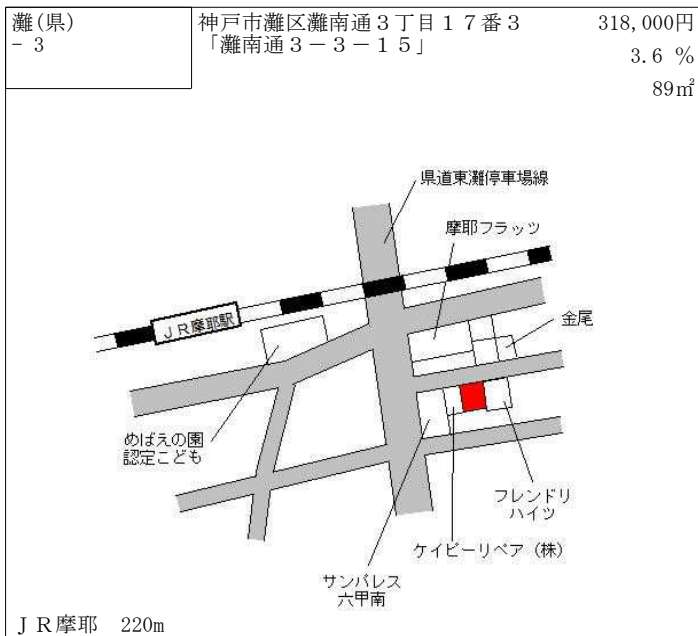 灘(県)
- 3
神戸市灘区灘南通３丁目１７番３
「灘南通３－３－１５」
318,000円
3.6 %
89㎡
県道東灘停車場線
摩耶フラッツ
ＪＲ摩耶駅
金尾
めばえの園
認定こども
フレンドリ
ハイツ
ケイビーリペア（株）
サンパレス
六甲南
ＪＲ摩耶 220m